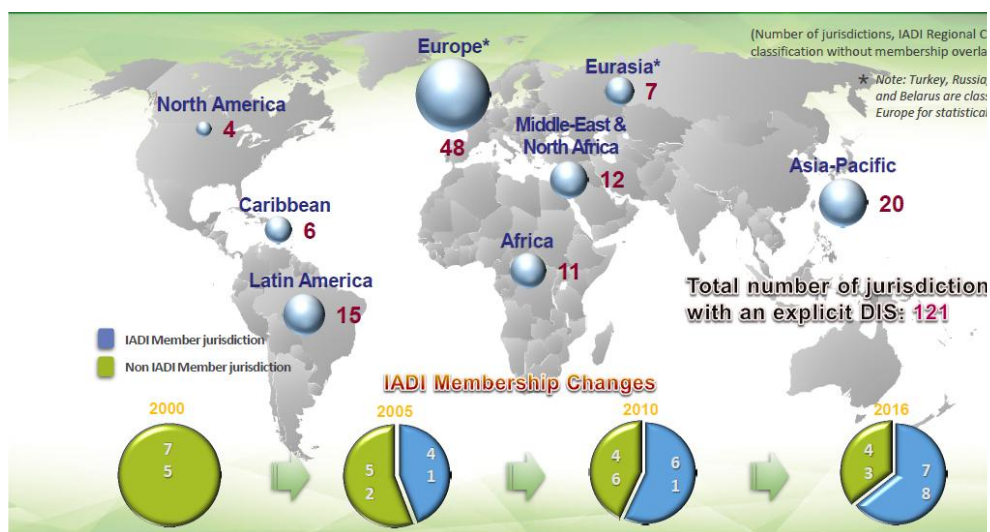 (Number of jurisdictions, IADI Regional C
classification without membership overla
* Note: Turkey, Russia,
and Belarus are clas
Europe for statistical
Europe*
48
Eurasia*
7
North America
4
Middle-East &
North Africa
12
Asia-Pacific
20
Caribbean
6
Africa
11
Latin America
15
Total number of jurisdiction
with an explicit DIS: 121
IADI Member jurisdiction
Non IADI Member jurisdiction
IADI Membership Changes
2000
7
5
2005
5
2
4
1
2010
4
6
6
1
2016
4
3
7
8